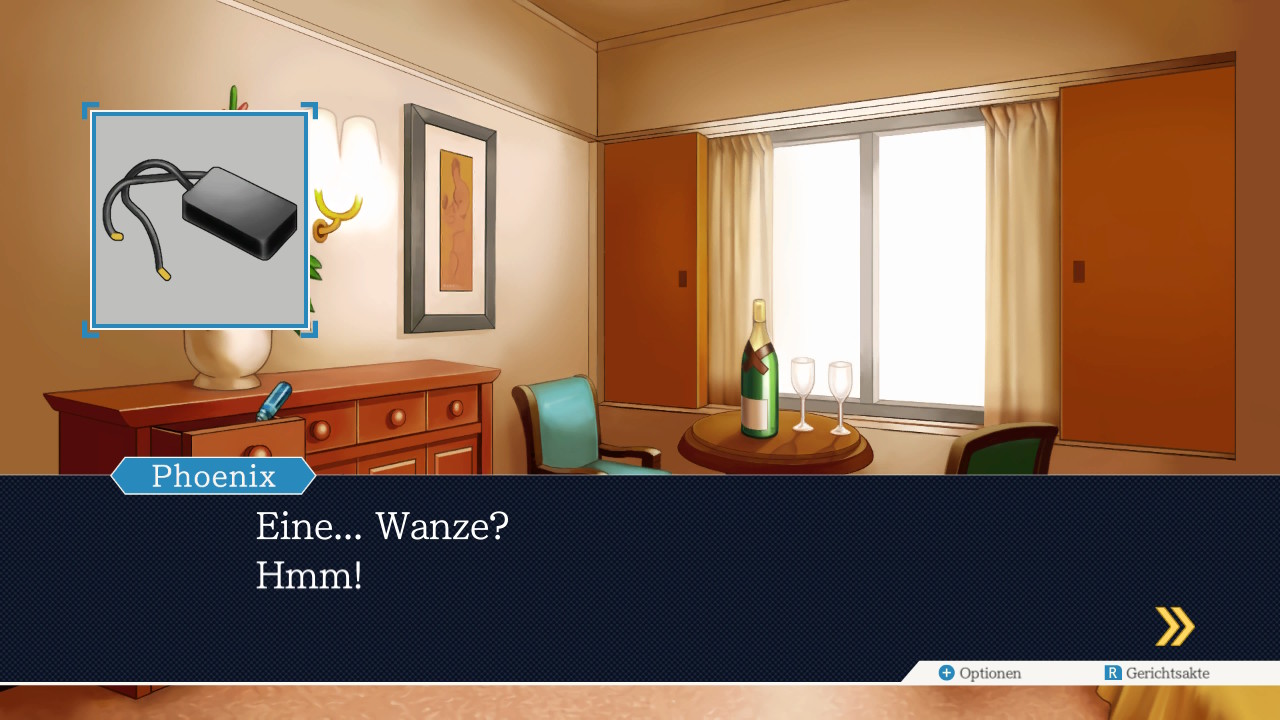 Phoenix
Eine... Wanze?
Hmm!
+ Optionen
R Gerichtsakte